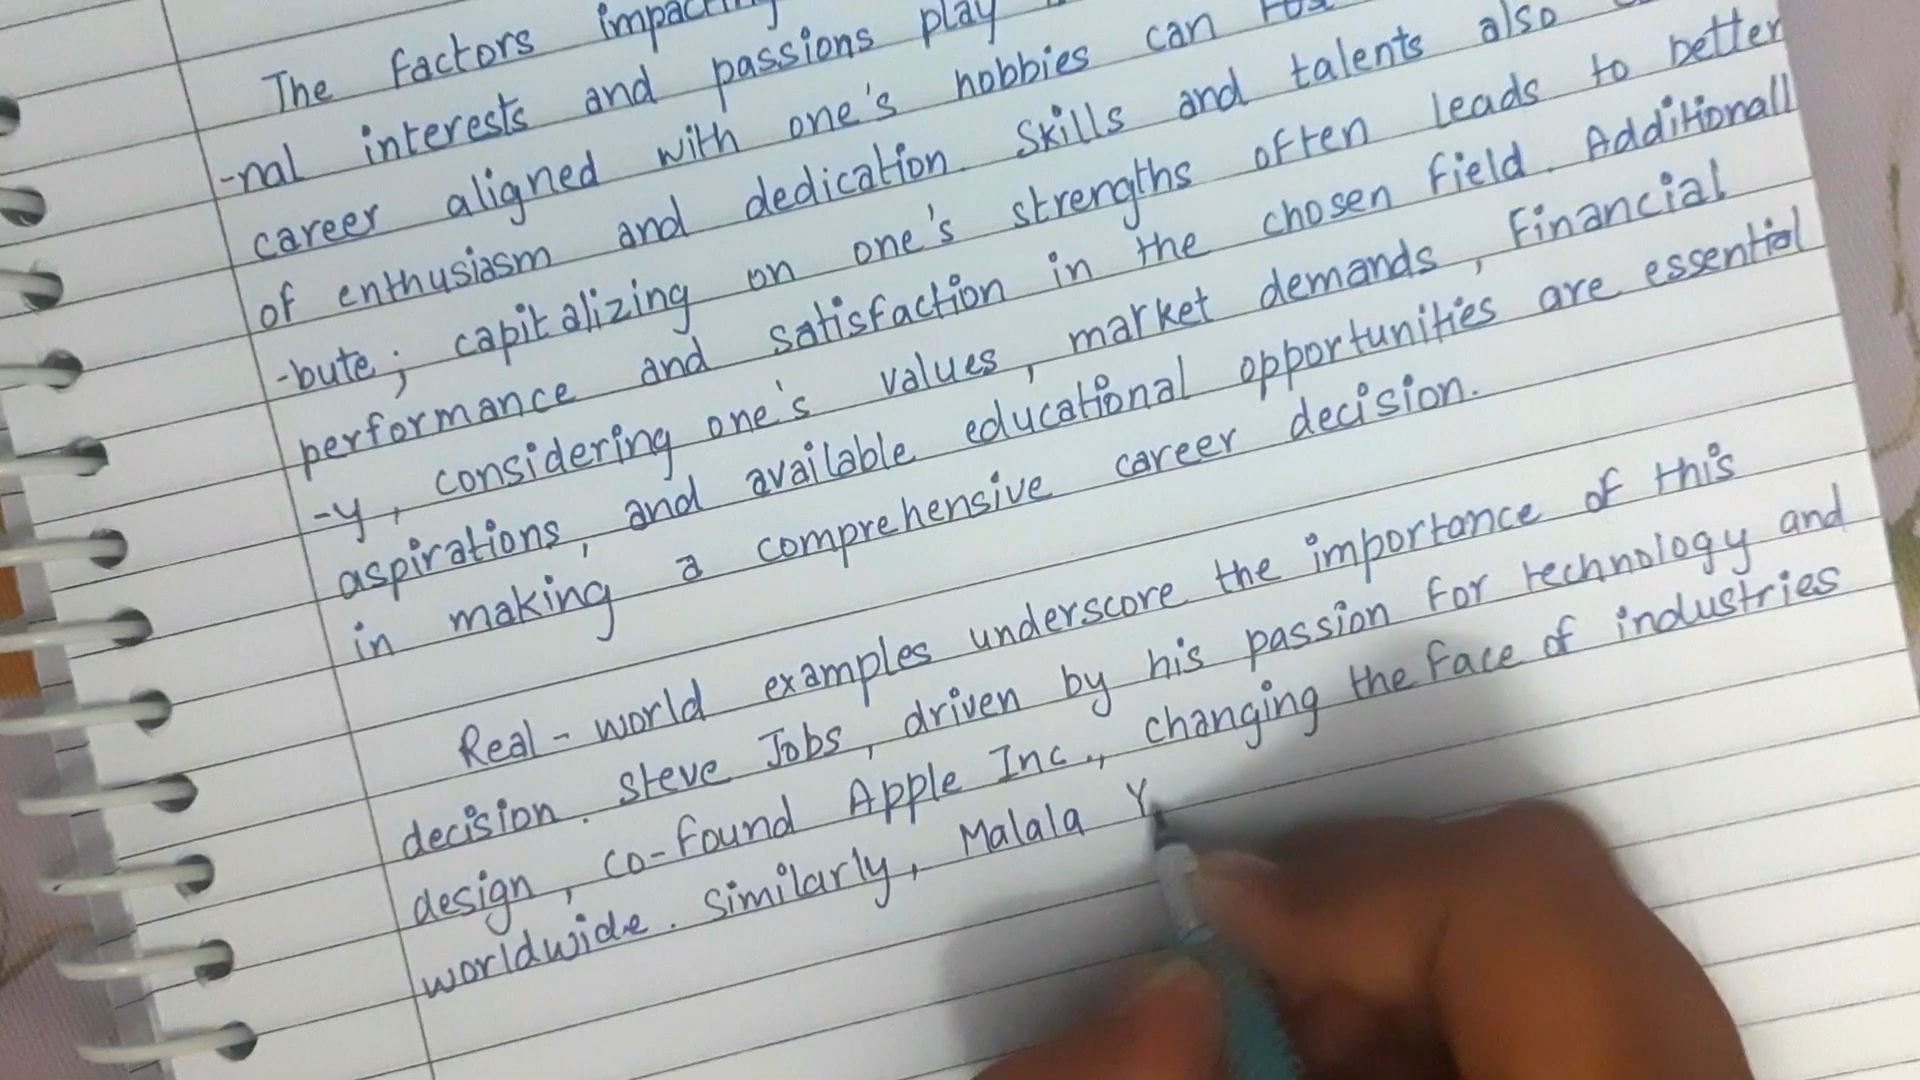 The factors impacting
-nal interests and passions play
career aligned with one's hobbies can
of enthusiasm and dedication. Skills and talents also
-bute; capitalizing on one's strengths often leads to better
performance and satisfaction in the chosen field. Additionall
-y, considering one's values, market demands, financial
aspirations, and available educational opportunities are essential
in making a comprehensive career decision.
Real-world examples underscore the importance of this
decision. Steve Jobs, driven by his passion for technology and
design, co-found Apple Inc., changing the face of industries
worldwide. Similarly, Malala Y